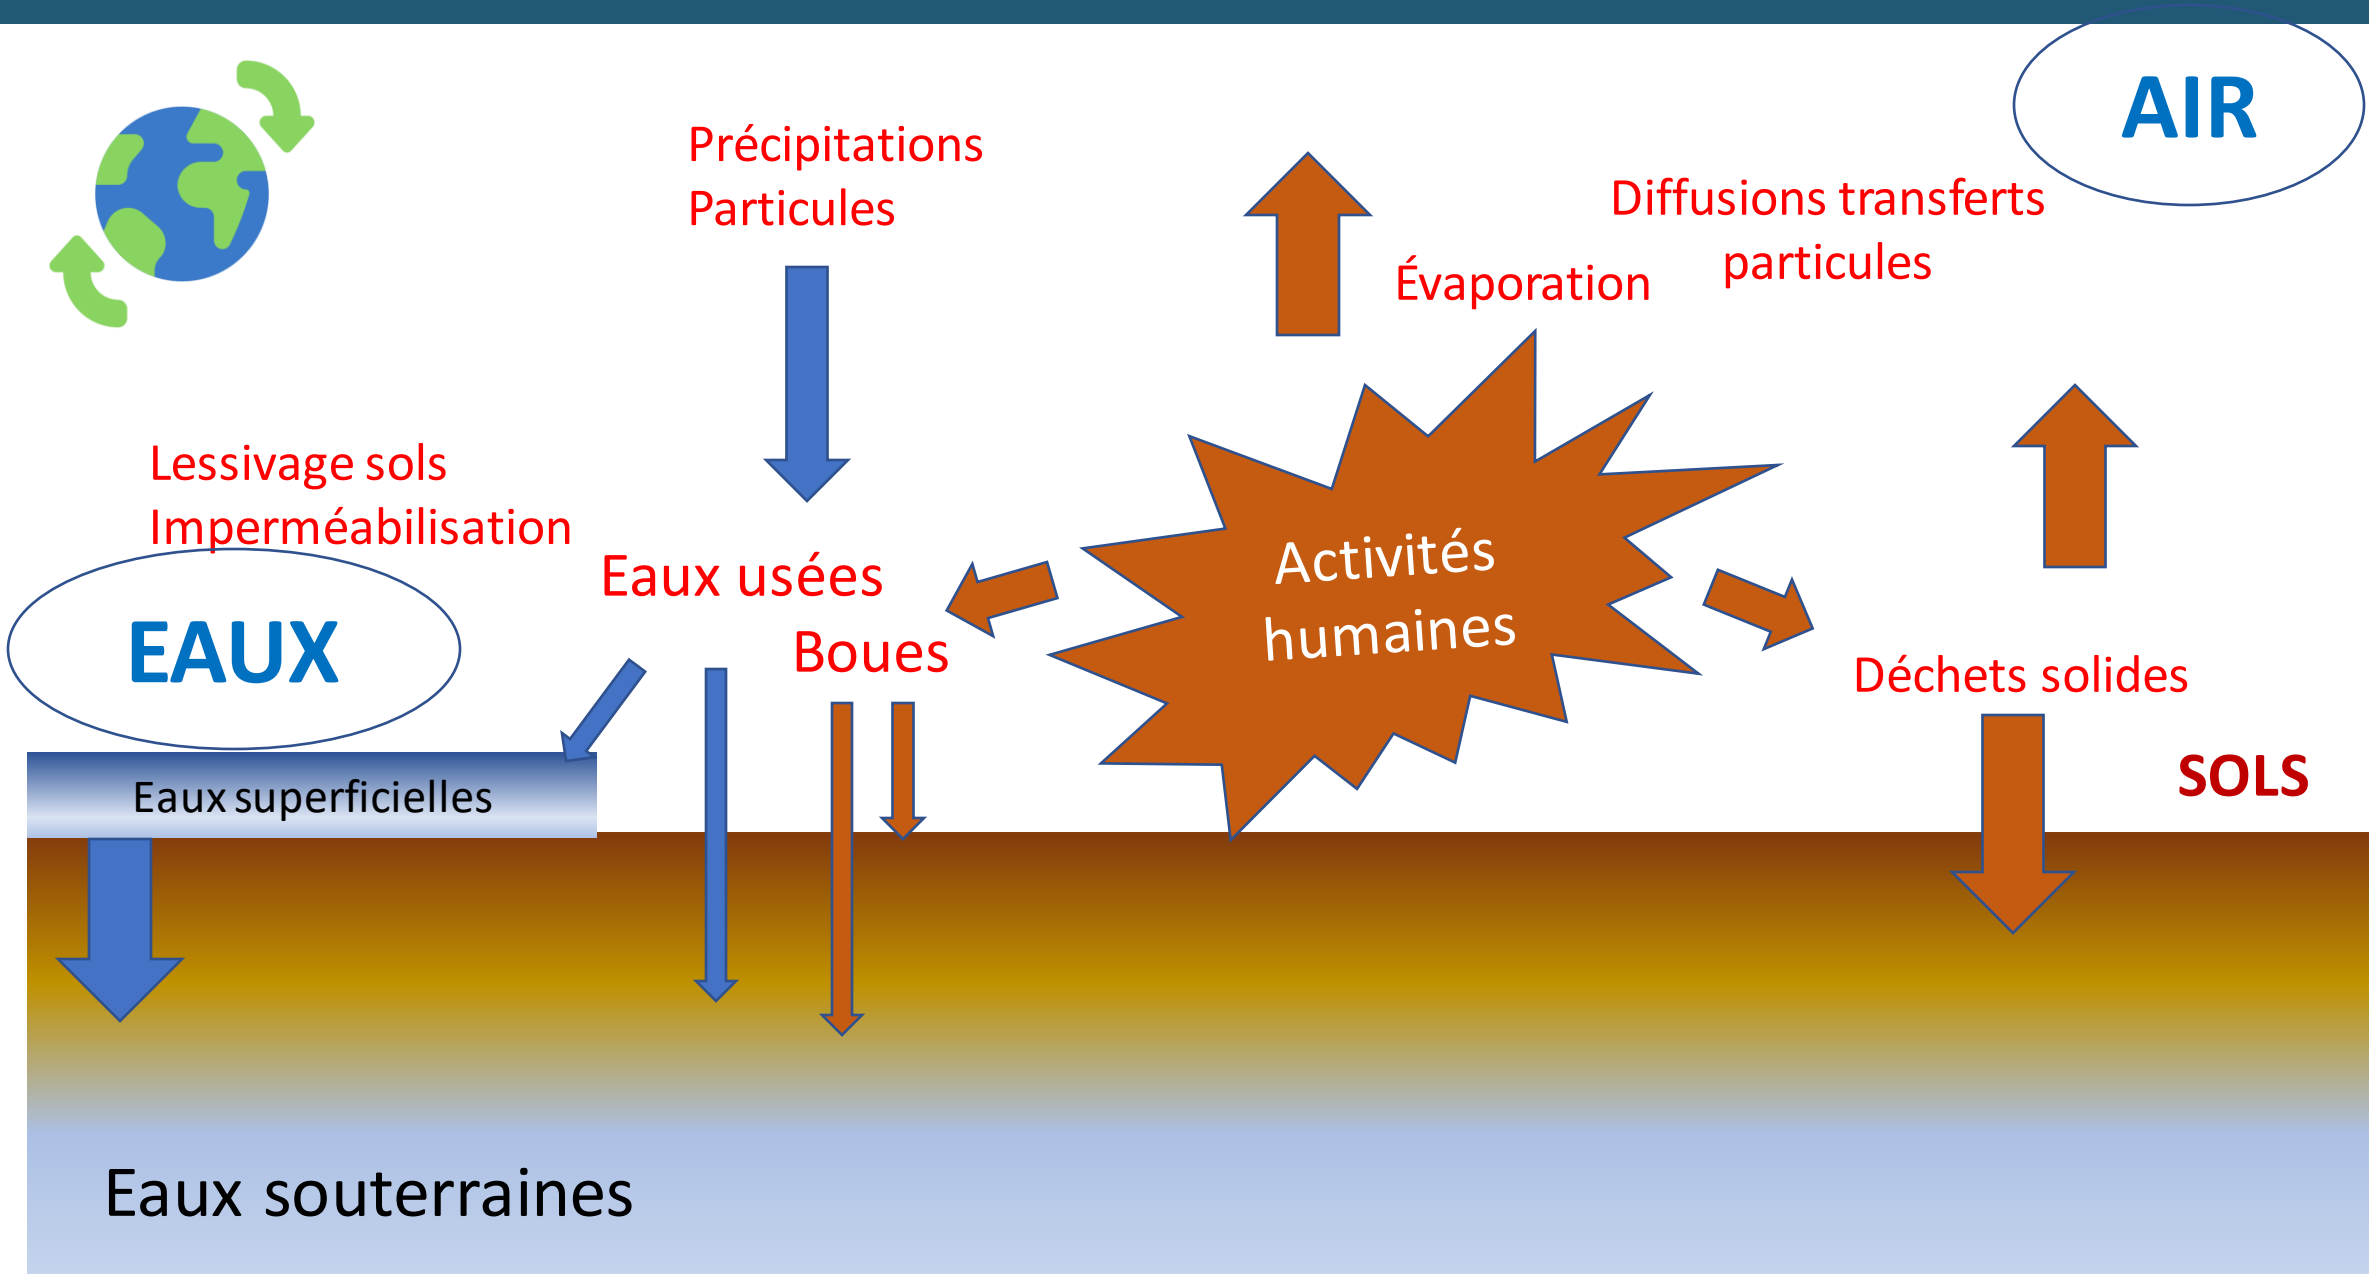 AIR
Précipitations
Particules
Diffusions transferts
particules
Évaporation
Lessivage sols
Imperméabilisation
EAUX
Eaux usées
Boues
Activités
humaines
Déchets solides
SOLS
Eaux superficielles
Eaux souterraines